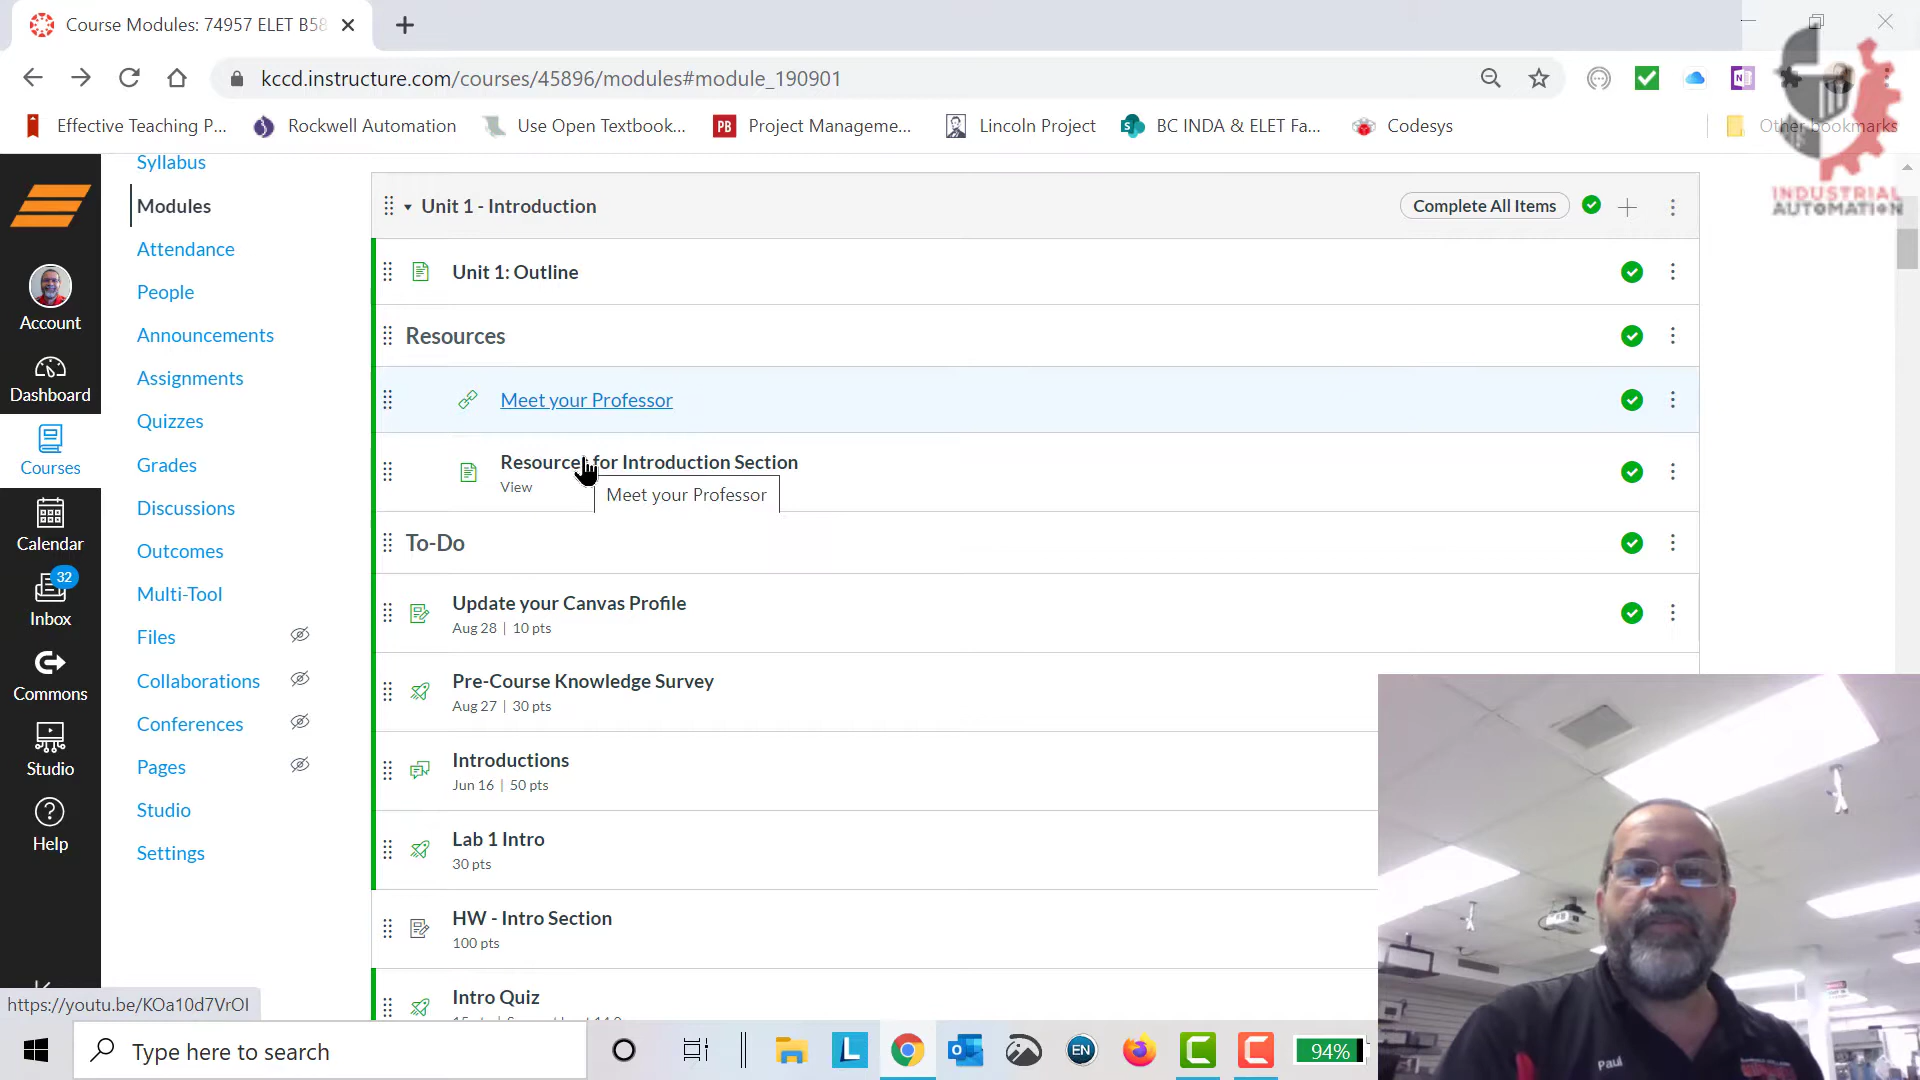 Course Modules: 74957 ELET B58
kccd.instructure.com/courses/45896/modules#module_190901
Effective Teaching P...
Rockwell Automation
Use Open Textbook...
PB
Project Manageme...
Lincoln Project
BC INDA & ELET Fa...
Codesys
Other bookmarks
INDUSTRIAL
AUTOMATION
Account
Dashboard
Courses
Calendar
32
Inbox
Commons
Studio
Help
Syllabus
Modules
Attendance
People
Announcements
Assignments
Quizzes
Grades
Discussions
Outcomes
Multi-Tool
Files
Collaborations
Conferences
Pages
Studio
Settings
Unit 1 - Introduction
Complete All Items
Unit 1: Outline
Resources
Meet your Professor
Resources for Introduction Section
View
Meet your Professor
To-Do
Update your Canvas Profile
Aug 28 | 10 pts
Pre-Course Knowledge Survey
Aug 27 | 30 pts
Introductions
Jun 16 | 50 pts
Lab 1 Intro
30 pts
HW - Intro Section
100 pts
Intro Quiz
Paul
https://youtu.be/KOa10d7VrOI
Type here to search
L
EN
94%